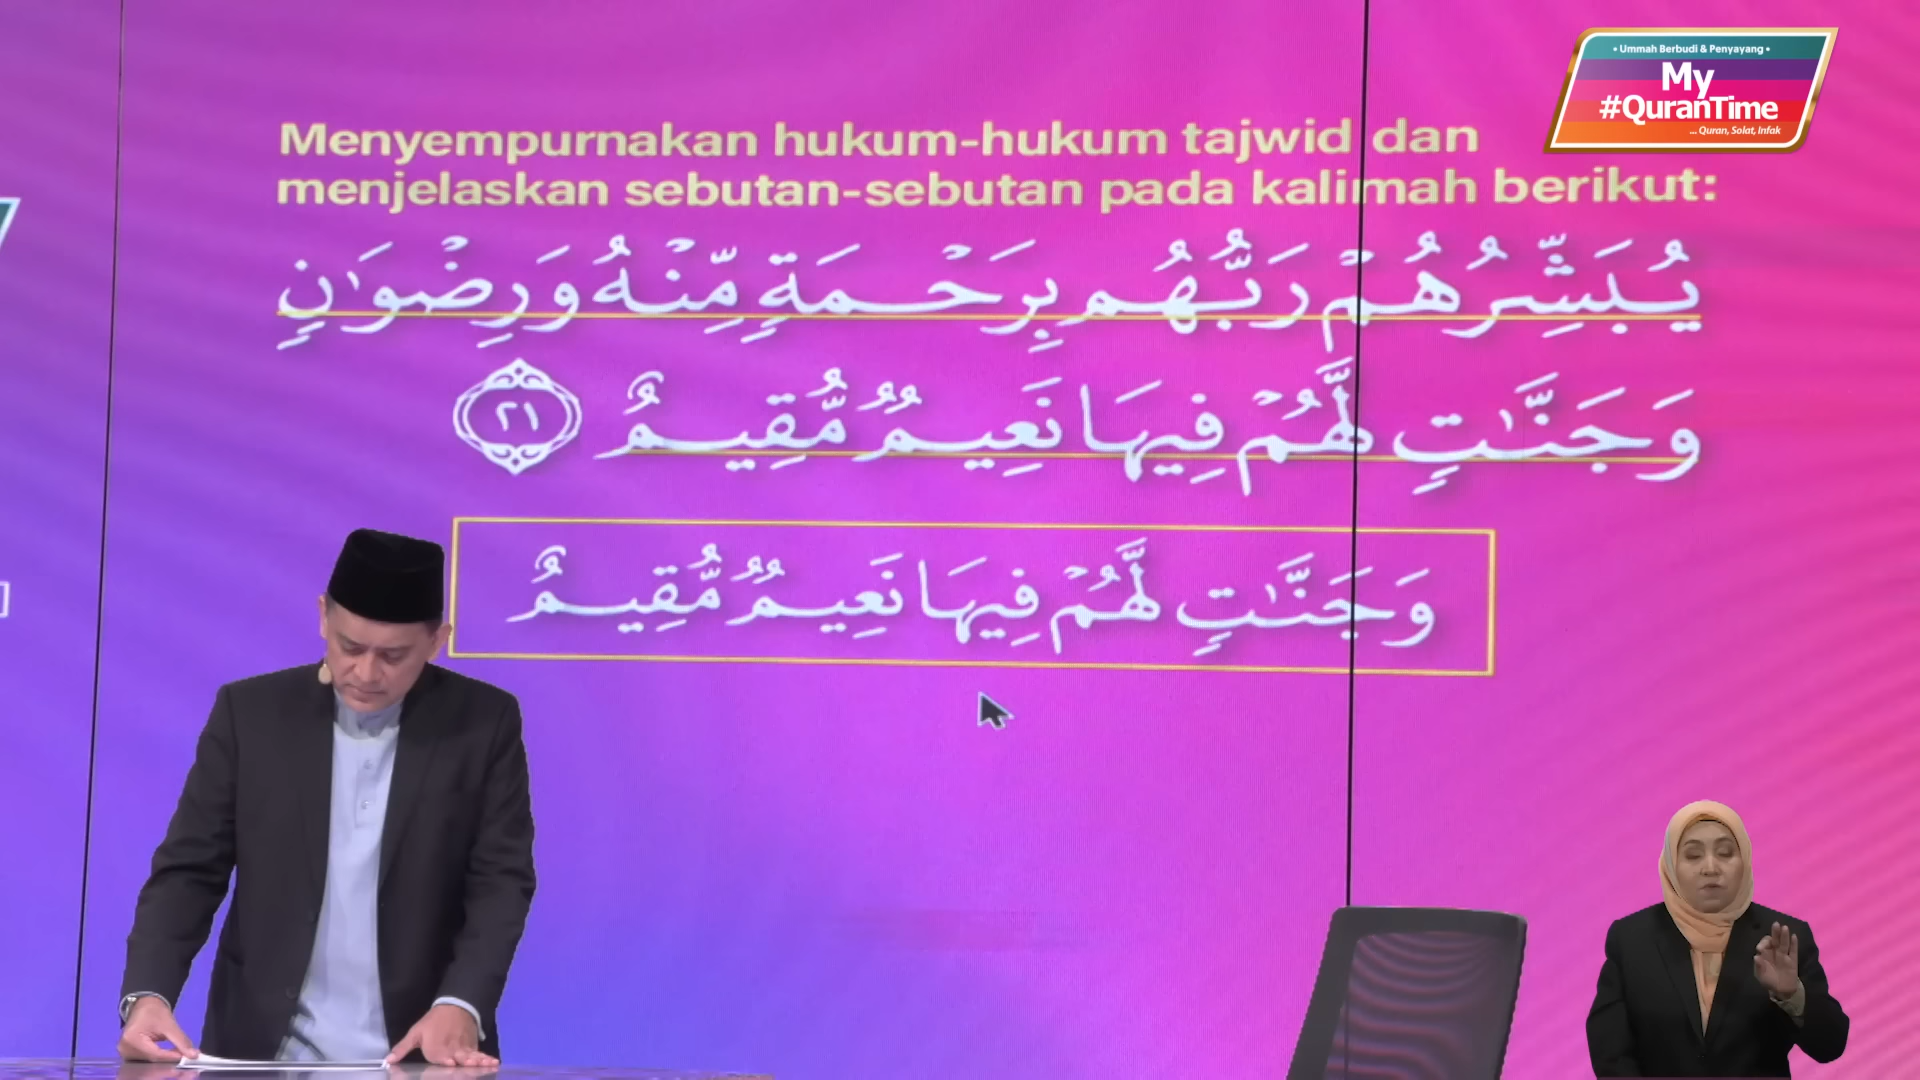 • Ummah Berbudi & Penyayang •
My
#QuranTime
... Quran, Solat, Infak
Menyempurnakan hukum-hukum tajwid dan
menjelaskan sebutan-sebutan pada kalimah berikut:
يُبَشِّرُهُمْ رَبُّهُم بِرَحْمَةٍ مِّنْهُ وَرِضْوَٰنٍ
وَجَنَّٰتٍ لَّهُمْ فِيهَا نَعِيمٌ مُّقِيمٌ ٢١
وَجَنَّٰتٍ لَّهُمْ فِيهَا نَعِيمٌ مُّقِيمٌ